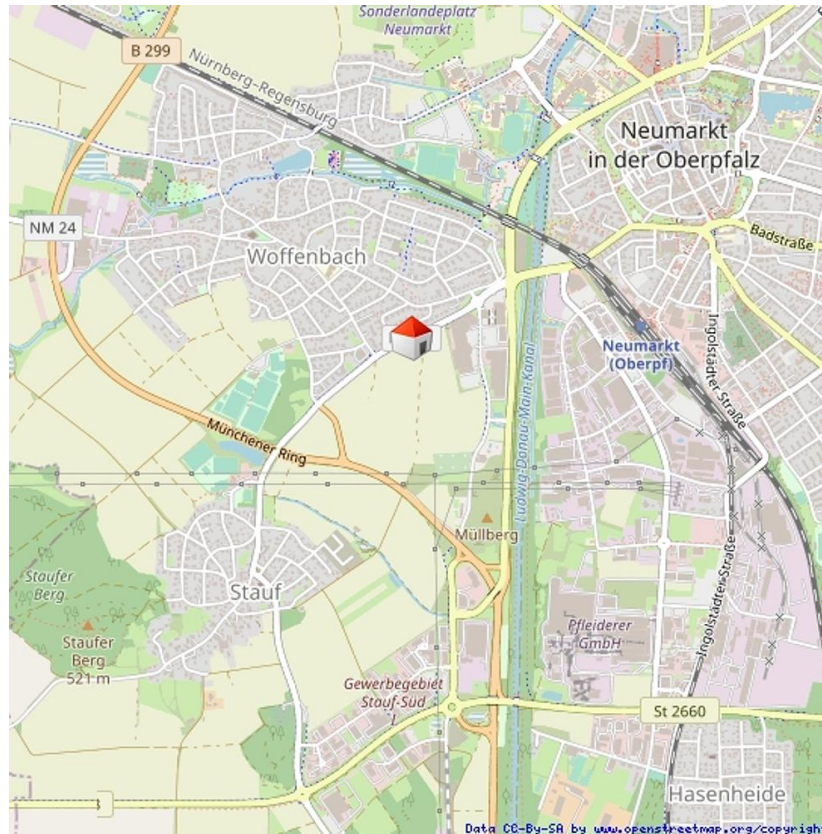 Sonderlandeplatz
Neumarkt
B 299
Nürnberg–Regensburg
Neumarkt
in der Oberpfalz
NM 24
Badstraße
Woffenbach
Neumarkt
(Oberpf)
Ingolstädter Straße
Ludwig-Donau-Main-Kanal
Münchener Ring
Müllberg
Staufer
Berg
Stauf
Ingolstädter Straße
Staufer
Berg
521 m
Pfleiderer
GmbH
Gewerbegebiet
Stauf-Süd
I
St 2660
Hasenheide
Data CC-By-SA by www.openstreetmap.org/copyright